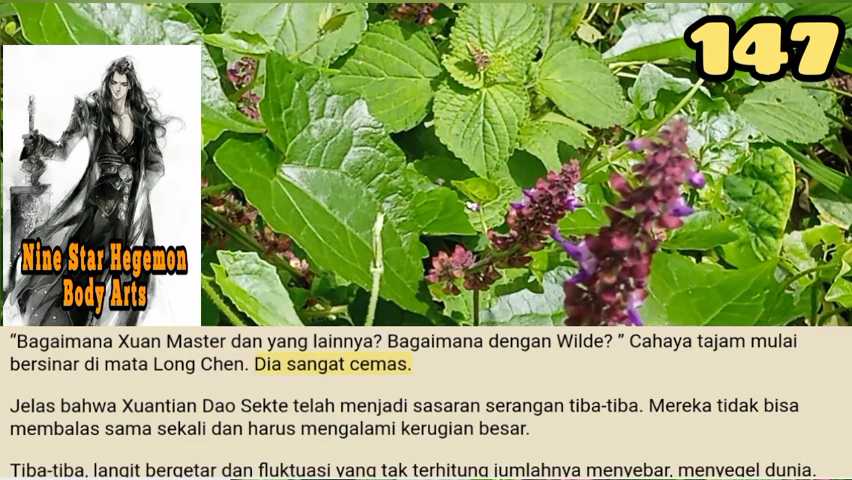 147
Nine Star Hegemon
Body Arts
“Bagaimana Xuan Master dan yang lainnya? Bagaimana dengan Wilde? ” Cahaya tajam mulai
bersinar di mata Long Chen. Dia sangat cemas.
Jelas bahwa Xuantian Dao Sekte telah menjadi sasaran serangan tiba-tiba. Mereka tidak bisa
membalas sama sekali dan harus mengalami kerugian besar.
Tiba-tiba, langit bergetar dan fluktuasi yang tak terhitung jumlahnya menyebar, menyegel dunia.